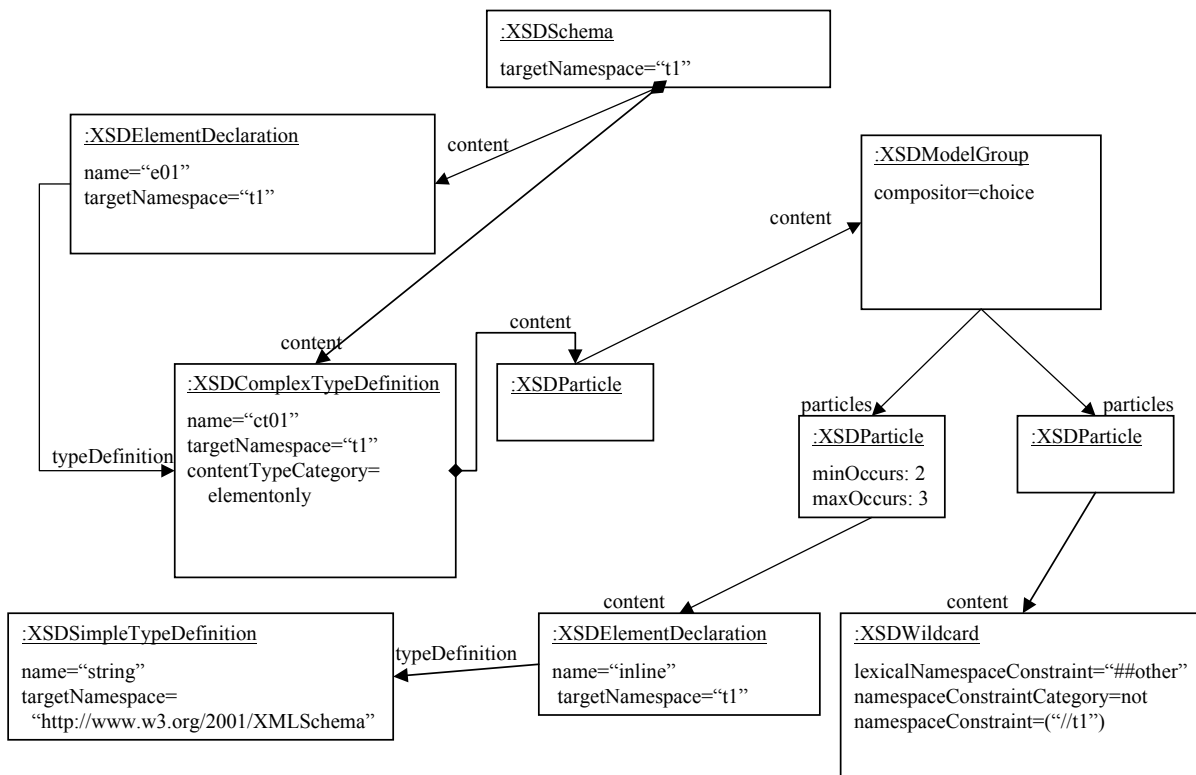 :XSDSchema
targetNamespace=“t1”
:XSDElementDeclaration
name=“e01”
targetNamespace=“t1”
content
:XSDModelGroup
compositor=choice
content
content
content
:XSDComplexTypeDefinition
name=“ct01”
targetNamespace=“t1”
contentTypeCategory=
elementonly
typeDefinition
:XSDParticle
particles
particles
:XSDParticle
minOccurs: 2
maxOccurs: 3
:XSDParticle
content
content
:XSDSimpleTypeDefinition
name=“string”
targetNamespace=
“http://www.w3.org/2001/XMLSchema”
typeDefinition
:XSDElementDeclaration
name=“inline”
targetNamespace=“t1”
:XSDWildcard
lexicalNamespaceConstraint=“##other”
namespaceConstraintCategory=not
namespaceConstraint=(“//t1”)